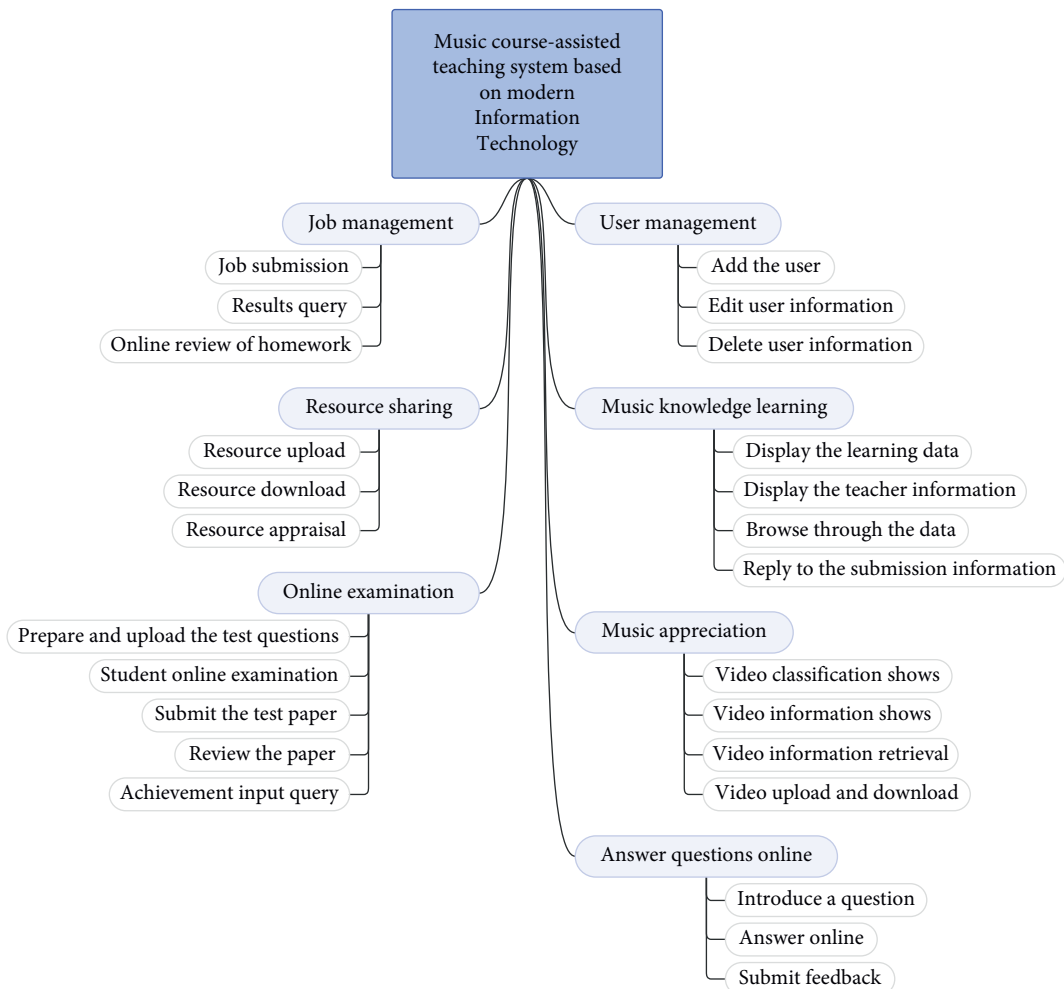 Music course-assisted
teaching system based
on modern
Information
Technology
Job management
Job submission
Results query
Online review of homework
Resource sharing
Resource upload
Resource download
Resource appraisal
Online examination
Prepare and upload the test questions
Student online examination
Submit the test paper
Review the paper
Achievement input query
User management
Add the user
Edit user information
Delete user information
Music knowledge learning
Display the learning data
Display the teacher information
Browse through the data
Reply to the submission information
Music appreciation
Video classification shows
Video information shows
Video information retrieval
Video upload and download
Answer questions online
Introduce a question
Answer online
Submit feedback